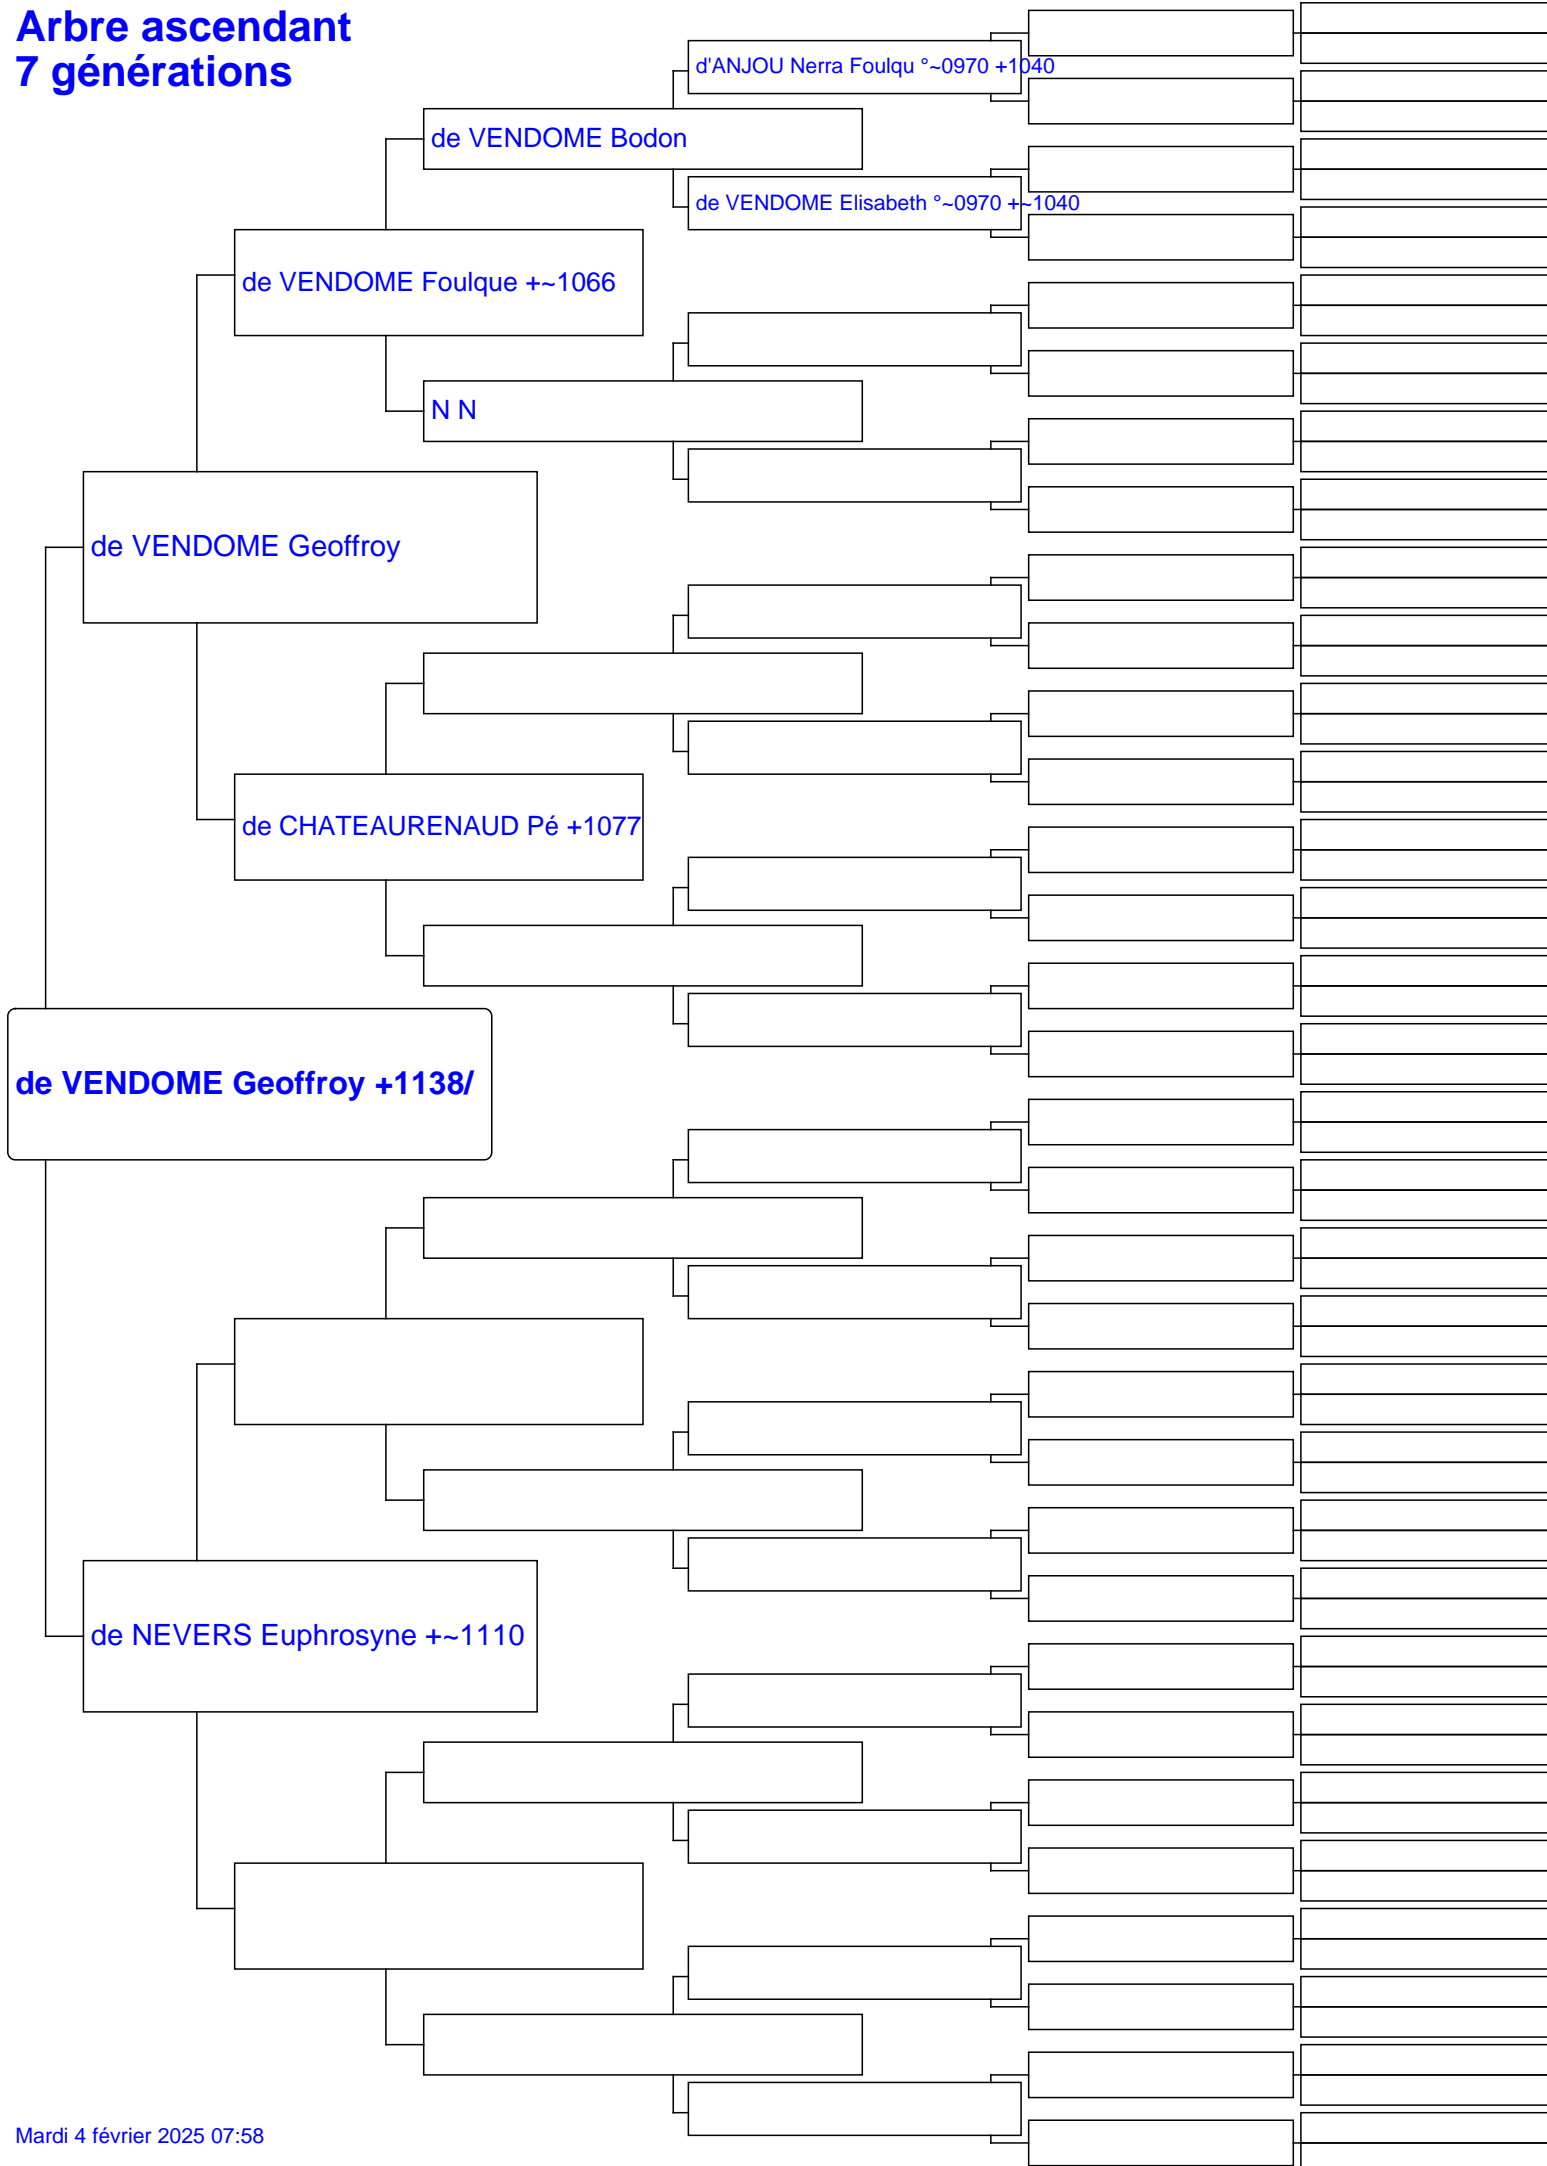 Arbre ascendant
7 générations
d'ANJOU Nerra Foulqu °~0970 +1040
de VENDOME Bodon
de VENDOME Elisabeth °~0970 +~1040
de VENDOME Foulque +~1066
N N
de VENDOME Geoffroy
de CHATEAURENAUD Pé +1077
de VENDOME Geoffroy +1138/
de NEVERS Euphrosyne +~1110
Mardi 4 février 2025 07:58